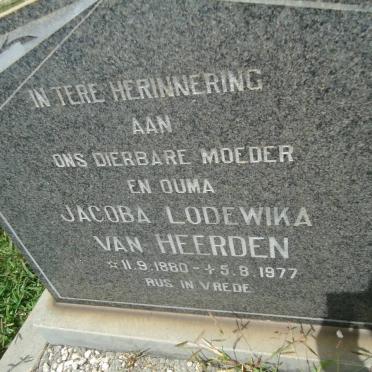 IN TERE HERINNERING
AAN
ONS DIERBARE MOEDER
EN OUMA
JACOBA LODEWIKA
VAN HEERDEN
☆11.9.1880 - ✝5.8.1977
RUS IN VREDE